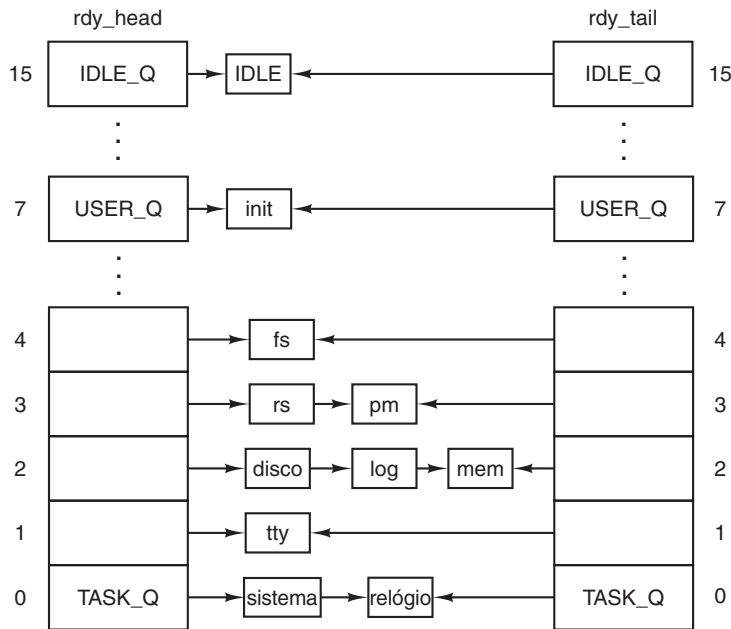 rdy_head rdy_tail
15 IDLE_Q IDLE IDLE_Q 15
7 USER_Q init USER_Q 7
4 fs 4
3 rs pm 3
2 disco log mem 2
1 tty 1
0 TASK_Q sistema relógio TASK_Q 0